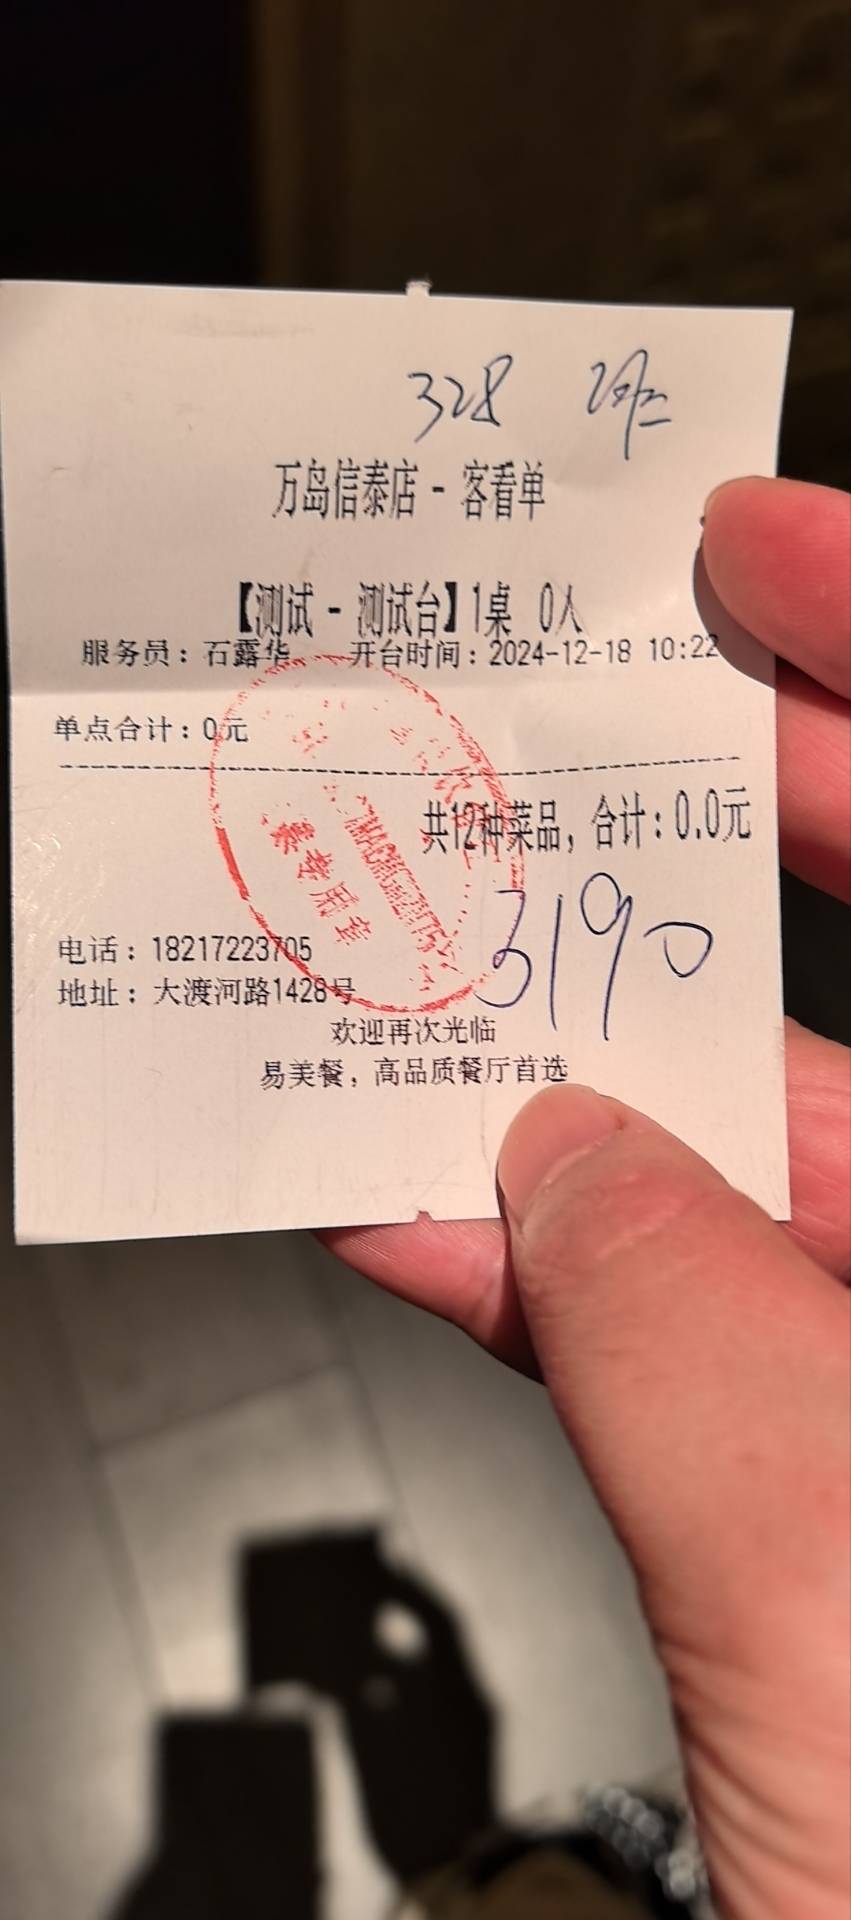 328
万岛信泰店 - 客看单
【测试 - 测试台】1桌 0人
服务员：石露华 开台时间：2024-12-18 10:22
单点合计：0元
共12种菜品，合计：0.0元
专用章
3190
电话：18217223705
地址：大渡河路1428号
欢迎再次光临
易美餐，高品质餐厅首选